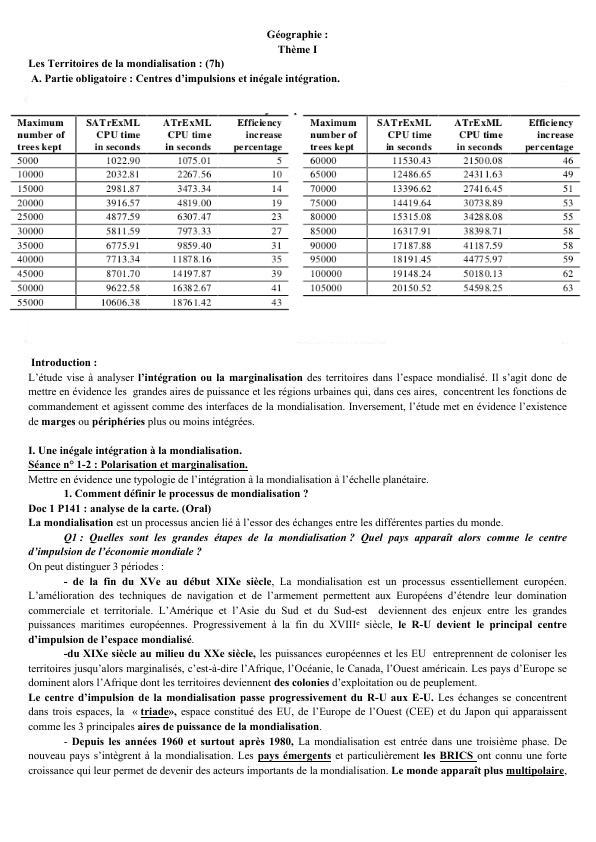 Géographie :
Thème I
Les Territoires de la mondialisation : (7h)
A. Partie obligatoire : Centres d'impulsions et inégale intégration.
Maximum SATrExML ATrExML Efficiency
number of CPU time CPU time increase
trees kept in seconds in seconds percentage
5000 1022.90 1075.01 5
10000 2032.81 2267.56 10
15000 2981.87 3473.34 14
20000 3916.57 4819.00 19
25000 4877.59 6307.47 23
30000 5811.59 7973.33 27
35000 6775.91 9859.40 31
40000 7713.34 11878.16 35
45000 8701.70 14197.87 39
50000 9622.58 16382.67 41
55000 10606.38 18761.42 43
Maximum SATrExML ATrExML Efficiency
number of CPU time CPU time increase
trees kept in seconds in seconds percentage
60000 11530.43 21500.08 46
65000 12486.65 24311.63 49
70000 13396.62 27416.45 51
75000 14419.64 30738.89 53
80000 15315.08 34288.08 55
85000 16317.91 38398.71 58
90000 17187.88 41187.59 58
95000 18191.45 44775.97 59
100000 19148.24 50180.13 62
105000 20150.52 54598.25 63
Introduction :
L'étude vise à analyser l'intégration ou la marginalisation des territoires dans l'espace mondialisé. Il s'agit donc de
mettre en évidence les grandes aires de puissance et les régions urbaines qui, dans ces aires, concentrent les fonctions de
commandement et agissent comme des interfaces de la mondialisation. Inversement, l'étude met en évidence l'existence
de marges ou périphéries plus ou moins intégrées.
I. Une inégale intégration à la mondialisation.
Séance n° 1-2 : Polarisation et marginalisation.
Mettre en évidence une typologie de l'intégration à la mondialisation à l'échelle planétaire.
1. Comment définir le processus de mondialisation ?
Doc 1 P141 : analyse de la carte. (Oral)
La mondialisation est un processus ancien lié à l'essor des échanges entre les différentes parties du monde.
Q1 : Quelles sont les grandes étapes de la mondialisation ? Quel pays apparaît alors comme le centre
d'impulsion de l'économie mondiale ?
On peut distinguer 3 périodes :
- de la fin du XVe au début XIXe siècle, La mondialisation est un processus essentiellement européen.
L'amélioration des techniques de navigation et de l'armement permettent aux Européens d'étendre leur domination
commerciale et territoriale. L'Amérique et l'Asie du Sud et du Sud-est deviennent des enjeux entre les grandes
puissances maritimes européennes. Progressivement à la fin du XVIIIe siècle, le R-U devient le principal centre
d'impulsion de l'espace mondialisé.
-du XIXe siècle au milieu du XXe siècle, les puissances européennes et les EU entreprennent de coloniser les
territoires jusqu'alors marginalisés, c'est-à-dire l'Afrique, l'Océanie, le Canada, l'Ouest américain. Les pays d'Europe se
dominent alors l'Afrique dont les territoires deviennent des colonies d'exploitation ou de peuplement.
Le centre d'impulsion de la mondialisation passe progressivement du R-U aux E-U. Les échanges se concentrent
dans trois espaces, la « triade», espace constitué des EU, de l'Europe de l'Ouest (CEE) et du Japon qui apparaissent
comme les 3 principales aires de puissance de la mondialisation.
- Depuis les années 1960 et surtout après 1980, La mondialisation est entrée dans une troisième phase. De
nouveau pays s'intègrent à la mondialisation. Les pays émergents et particulièrement les BRICS ont connu une forte
croissance qui leur permet de devenir des acteurs importants de la mondialisation. Le monde apparaît plus multipolaire.